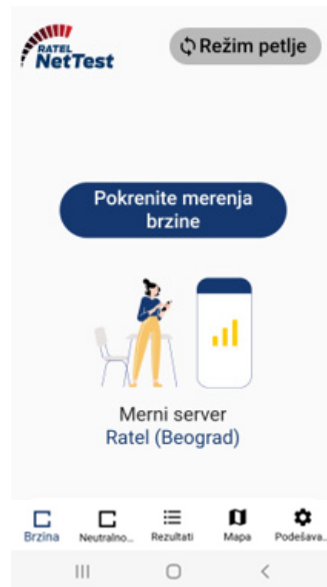 RATEL
NetTest
Režim petlje
Pokrenite merenja
brzine
Merni server
Ratel (Beograd)
Brzina
Neutralno...
Rezultati
Mapa
Podešava...